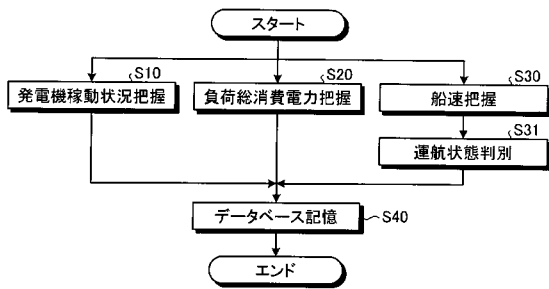 スタート
S10
発電機稼動状況把握
S20
負荷総消費電力把握
S30
船速把握
S31
運航状態判別
データベース記憶
S40
エンド